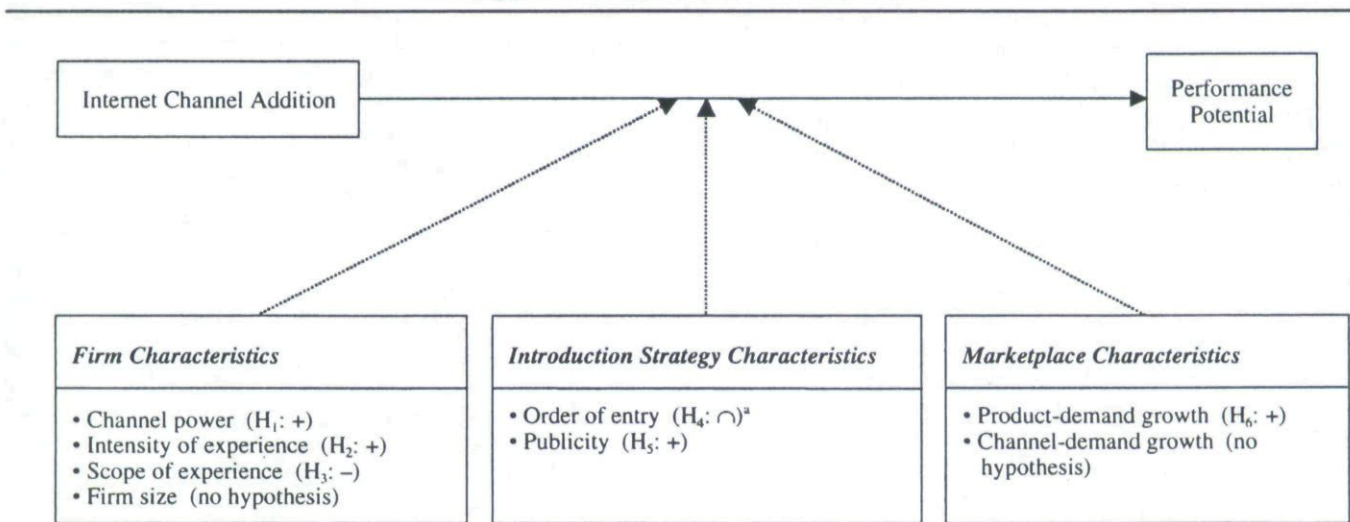 Internet Channel Addition
Performance
Potential
Firm Characteristics
• Channel power (H₁: +)
• Intensity of experience (H₂: +)
• Scope of experience (H₃: –)
• Firm size (no hypothesis)
Introduction Strategy Characteristics
• Order of entry (H₄: ∩)ᵃ
• Publicity (H₅: +)
Marketplace Characteristics
• Product-demand growth (H₆: +)
• Channel-demand growth (no
hypothesis)